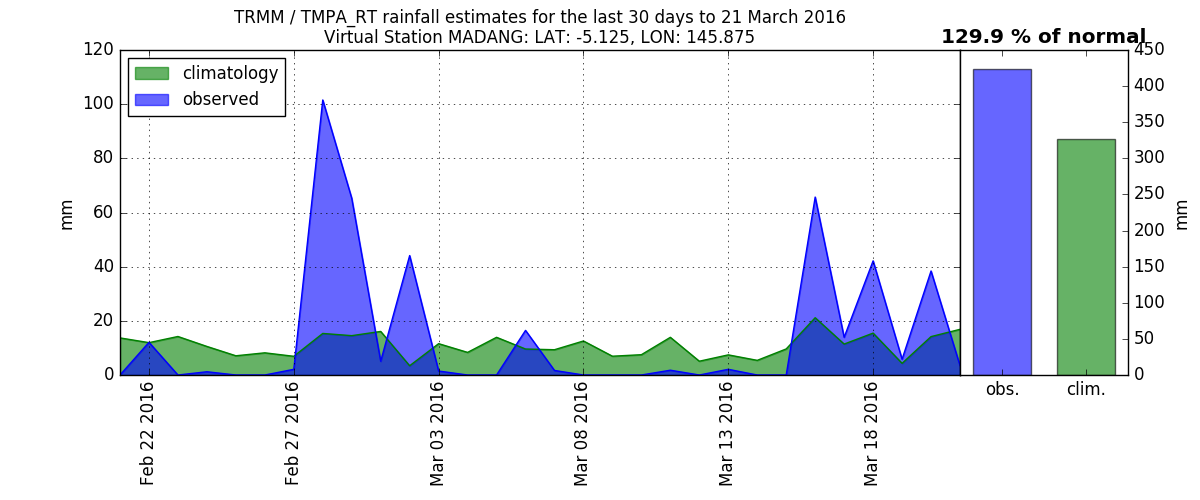 TRMM / TMPA_RT rainfall estimates for the last 30 days to 21 March 2016
Virtual Station MADANG: LAT: -5.125, LON: 145.875
129.9 % of normal
climatology
observed
120
100
80
60
40
20
0
mm
Feb 22 2016
Feb 27 2016
Mar 03 2016
Mar 08 2016
Mar 13 2016
Mar 18 2016
450
400
350
300
250
200
150
100
50
0
mm
obs.
clim.